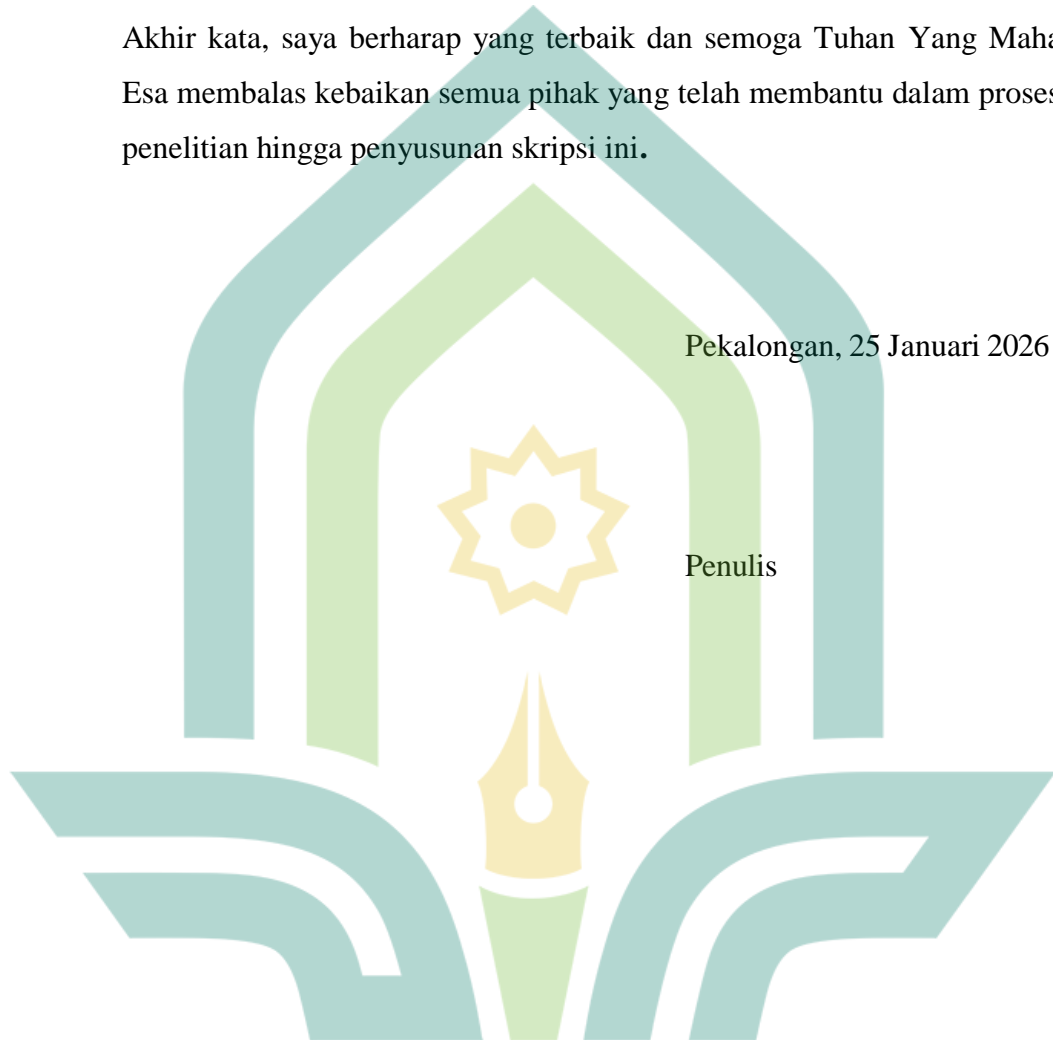 Akhir kata, saya berharap yang terbaik dan semoga Tuhan Yang Maha
Esa membalas kebaikan semua pihak yang telah membantu dalam proses
penelitian hingga penyusunan skripsi ini.
Pekalongan, 25 Januari 2026
Penulis